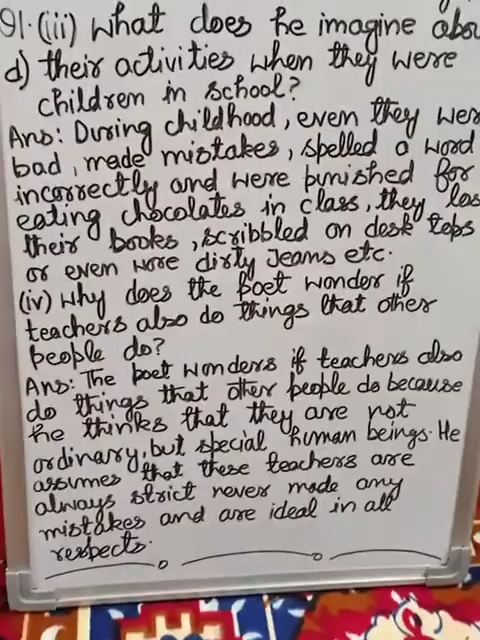 Q1.(iii) What does he imagine abou
d) their activities when they were
children in school?
Ans: During childhood, even they wer
bad, made mistakes, spelled a word
incorrectly and were punished for
eating chocolates in class, they los
their books, scribbled on desk tops
or even wore dirty Jeans etc.
(iv) Why does the poet wonder if
teachers also do things that other
people do?
Ans: The poet wonders if teachers also
do things that other people do because
he thinks that they are not
ordinary, but special human beings. He
assumes that these teachers are
always strict never made any
mistakes and are ideal in all
respects.